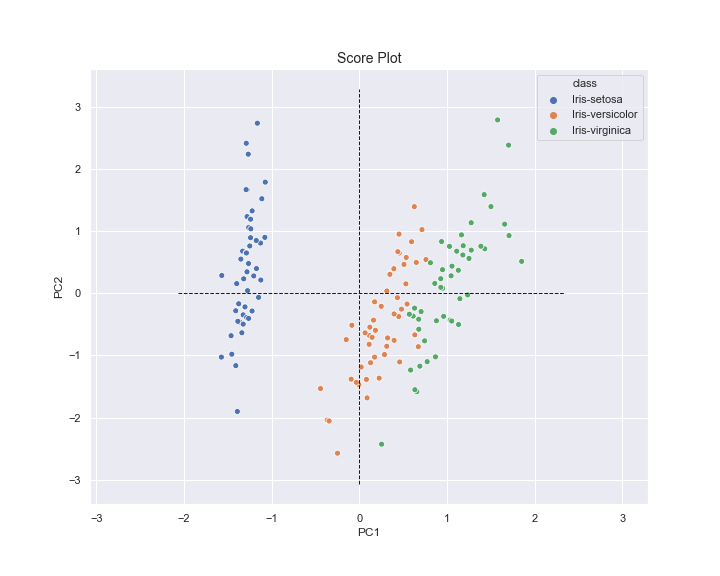 Score Plot
class
Iris-setosa
Iris-versicolor
Iris-virginica
3
2
1
0
−1
−2
−3
PC2
−3
−2
−1
0
1
2
3
PC1